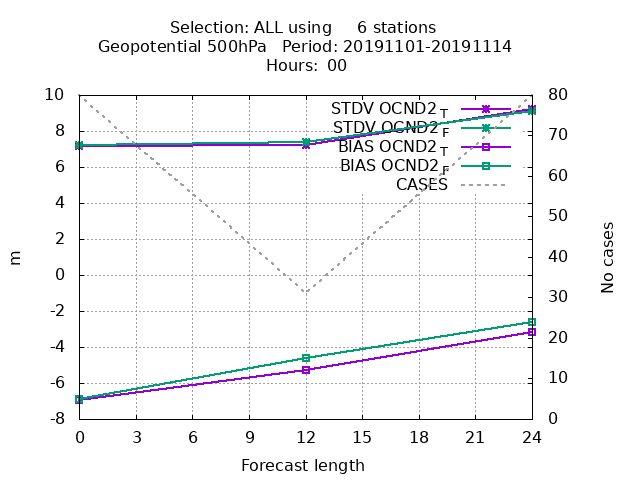 Selection: ALL using     6 stations
Geopotential 500hPa   Period: 20191101-20191114
Hours:  00
10
8
6
4
2
0
-2
-4
-6
-8
m
80
70
60
50
40
30
20
10
0
No cases
STDV OCND2_T
STDV OCND2_F
BIAS OCND2_T
BIAS OCND2_F
CASES
0 3 6 9 12 15 18 21 24
Forecast length